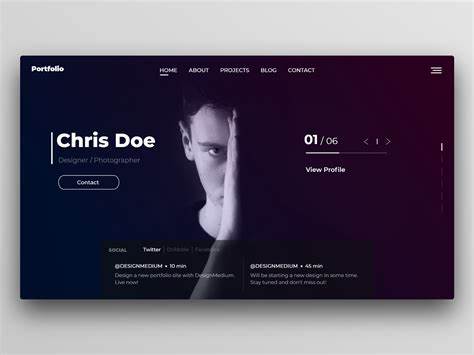 Portfolio
HOME ABOUT PROJECTS BLOG CONTACT
Chris Doe
Designer / Photographer
Contact
01 / 06
View Profile
SOCIAL Twitter Dribbble Facebook
@DESIGNMEDIUM • 10 min
Design a new portfolio site with DesignMedium.
Live now!
@DESIGNMEDIUM • 45 min
Will be starting a new design in some time.
Stay tuned and don't miss out!